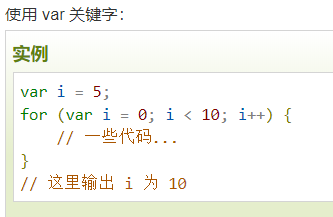 使用 var 关键字：
实例
var i = 5;
for (var i = 0; i < 10; i++) {
    // 一些代码...
}
// 这里输出 i 为 10